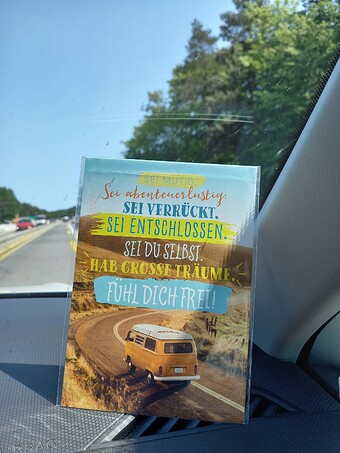 SEI MUTIG.
Sei abenteuerlustig.
SEI VERRÜCKT.
SEI ENTSCHLOSSEN.
SEI DU SELBST.
HAB GROSSE TRÄUME.
FÜHL DICH FREI!